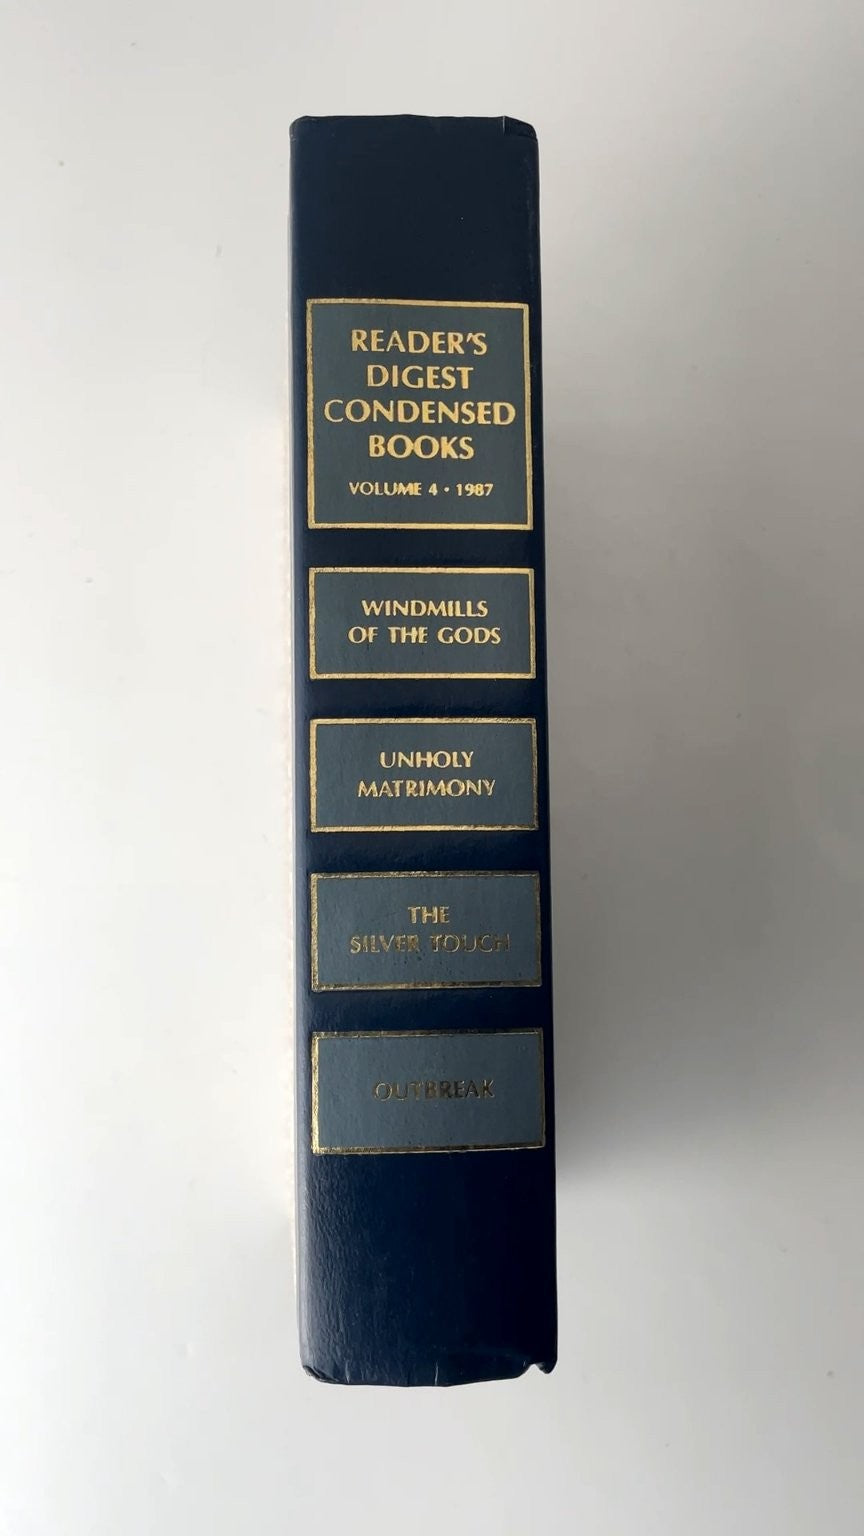 READER'S
DIGEST
CONDENSED
BOOKS
VOLUME 4 • 1987
WINDMILLS
OF THE GODS
UNHOLY
MATRIMONY
THE
SILVER TOUCH
OUTBREAK